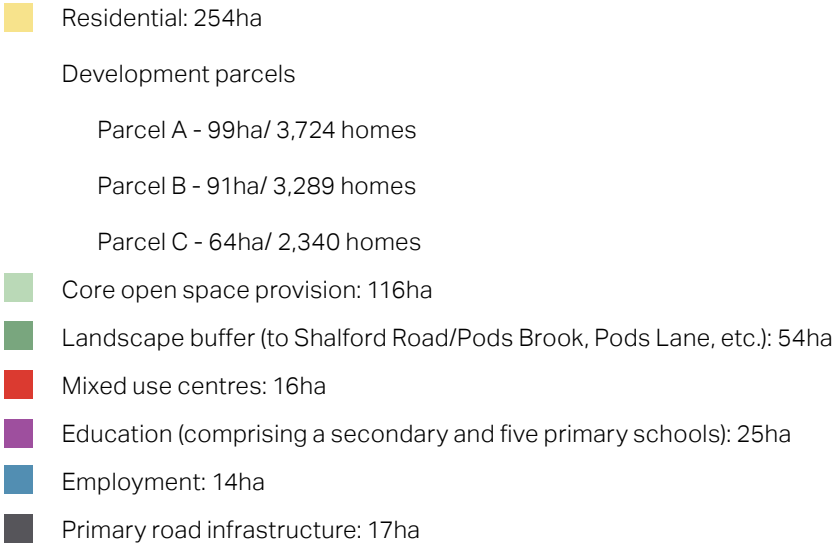 Residential: 254ha
Development parcels
Parcel A - 99ha/ 3,724 homes
Parcel B - 91ha/ 3,289 homes
Parcel C - 64ha/ 2,340 homes
Core open space provision: 116ha
Landscape buffer (to Shalford Road/Pods Brook, Pods Lane, etc.): 54ha
Mixed use centres: 16ha
Education (comprising a secondary and five primary schools): 25ha
Employment: 14ha
Primary road infrastructure: 17ha